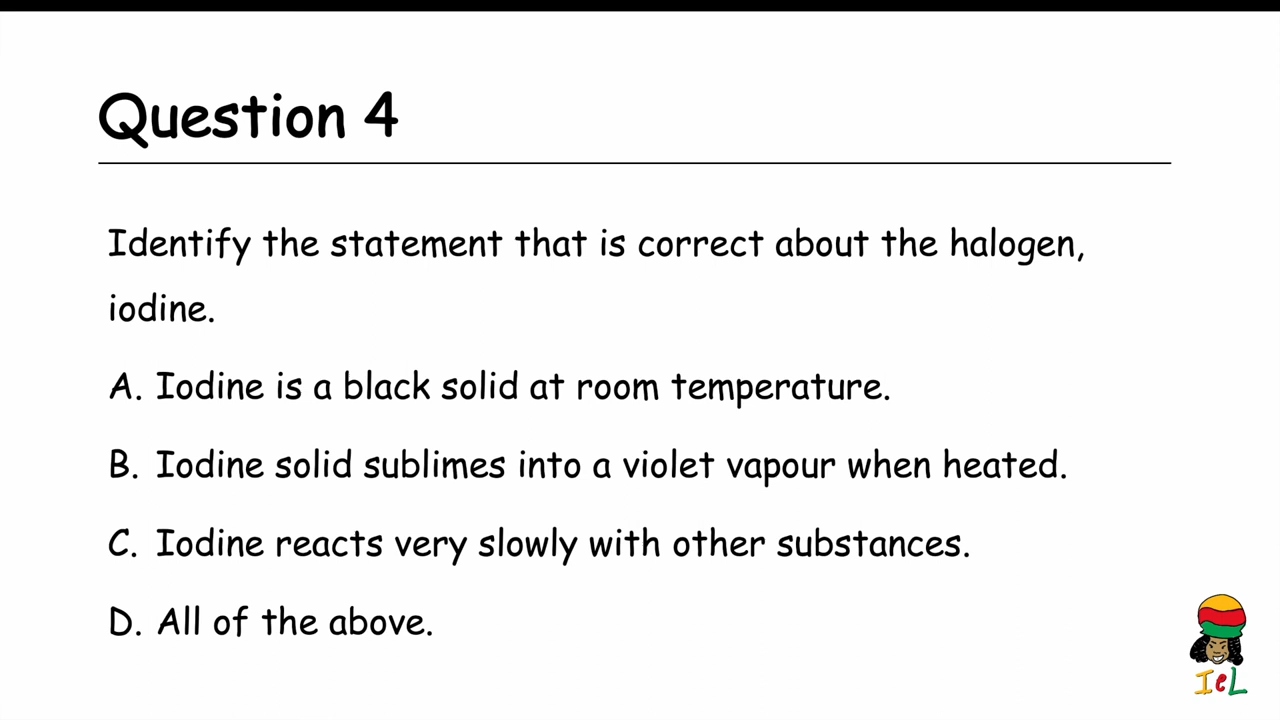 Question 4
Identify the statement that is correct about the halogen,
iodine.
A. Iodine is a black solid at room temperature.
B. Iodine solid sublimes into a violet vapour when heated.
C. Iodine reacts very slowly with other substances.
D. All of the above.
IeL